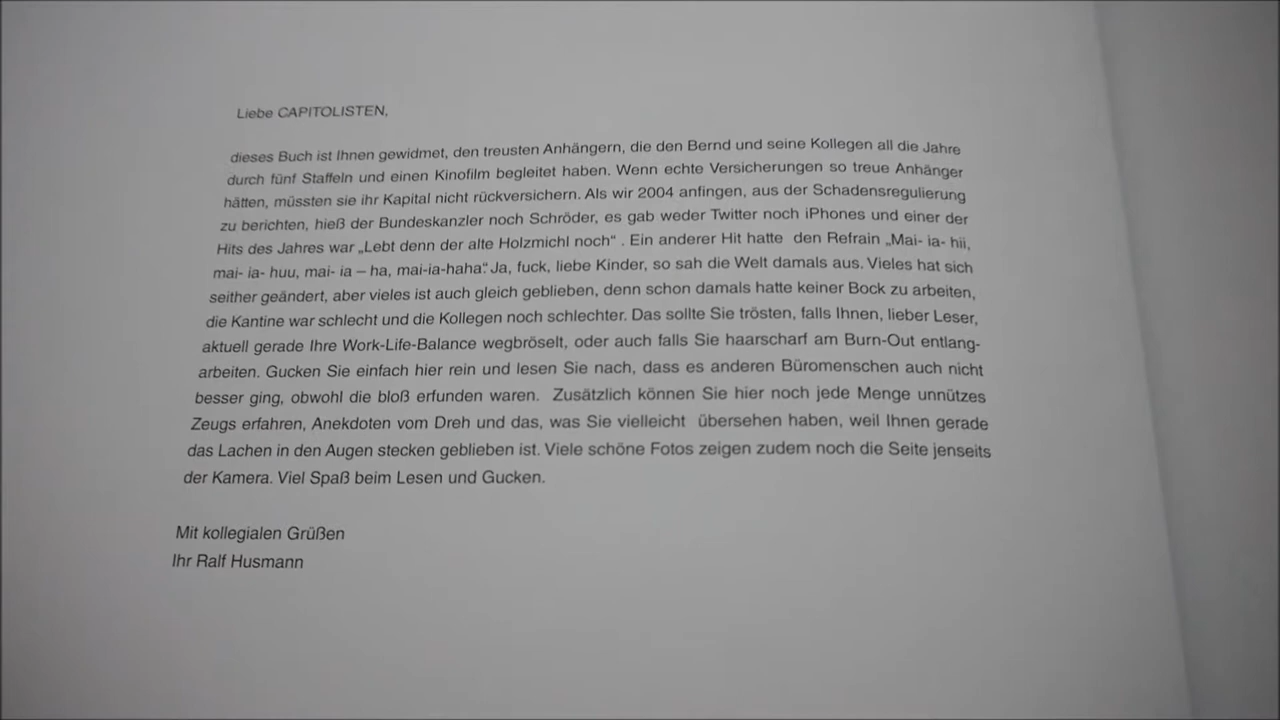 Liebe CAPITOLISTEN,
dieses Buch ist Ihnen gewidmet, den treusten Anhängern, die den Bernd und seine Kollegen all die Jahre
durch fünf Staffeln und einen Kinofilm begleitet haben. Wenn echte Versicherungen so treue Anhänger
hätten, müssten sie ihr Kapital nicht rückversichern. Als wir 2004 anfingen, aus der Schadensregulierung
zu berichten, hieß der Bundeskanzler noch Schröder, es gab weder Twitter noch iPhones und einer der
Hits des Jahres war „Lebt denn der alte Holzmichl noch“ . Ein anderer Hit hatte den Refrain „Mai- ia- hii,
mai- ia- huu, mai- ia – ha, mai-ia-haha“. Ja, fuck, liebe Kinder, so sah die Welt damals aus. Vieles hat sich
seither geändert, aber vieles ist auch gleich geblieben, denn schon damals hatte keiner Bock zu arbeiten,
die Kantine war schlecht und die Kollegen noch schlechter. Das sollte Sie trösten, falls Ihnen, lieber Leser,
aktuell gerade Ihre Work-Life-Balance wegbröselt, oder auch falls Sie haarscharf am Burn-Out entlang-
arbeiten. Gucken Sie einfach hier rein und lesen Sie nach, dass es anderen Büromenschen auch nicht
besser ging, obwohl die bloß erfunden waren. Zusätzlich können Sie hier noch jede Menge unnützes
Zeugs erfahren, Anekdoten vom Dreh und das, was Sie vielleicht übersehen haben, weil Ihnen gerade
das Lachen in den Augen stecken geblieben ist. Viele schöne Fotos zeigen zudem noch die Seite jenseits
der Kamera. Viel Spaß beim Lesen und Gucken.
Mit kollegialen Grüßen
Ihr Ralf Husmann